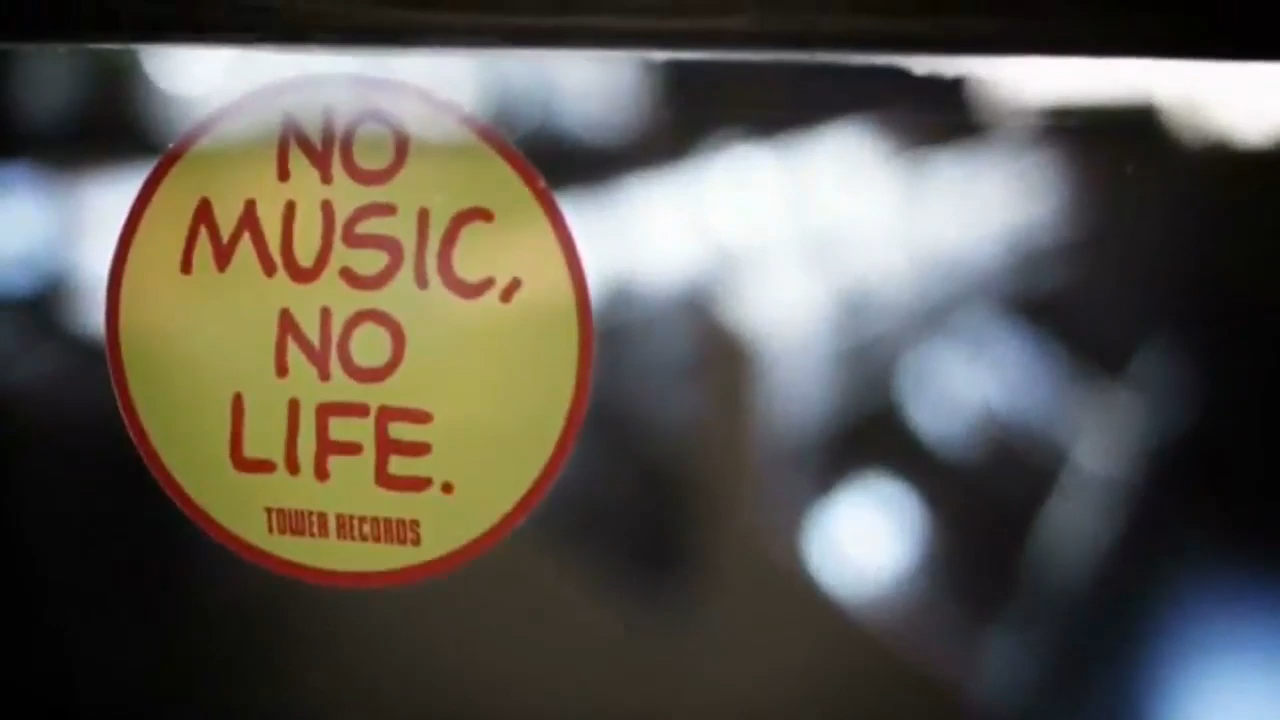 NO
MUSIC,
NO
LIFE.
TOWER RECORDS